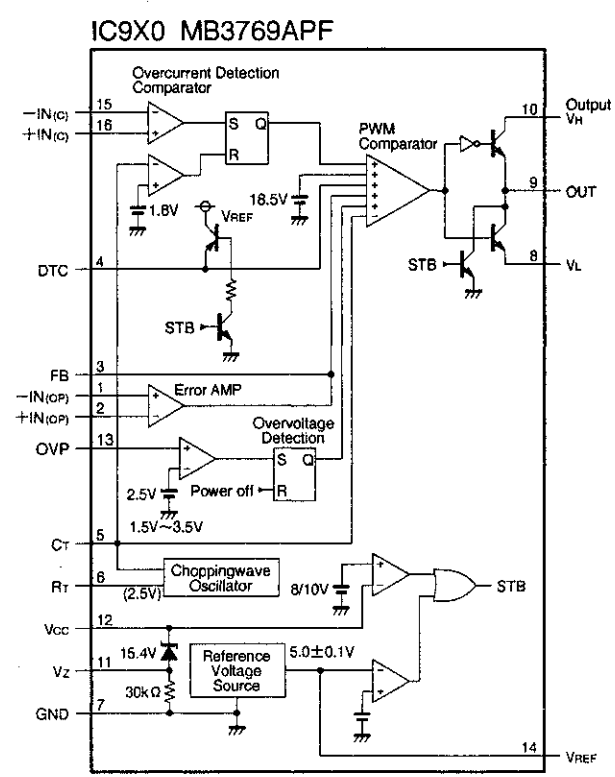 IC9X0 MB3769APF
Overcurrent Detection
Comparator
−IN(C) 15
+IN(C) 16
S Q
R
1.8V
PWM
Comparator
18.5V
10 Output
VH
9 OUT
8 VL
STB
VREF
DTC 4
STB
FB 3
−IN(OP) 1
+IN(OP) 2
Error AMP
Overvoltage
Detection
OVP 13
S Q
R
Power off
2.5V
1.5V~3.5V
CT 5
RT 6
(2.5V)
Choppingwave
Oscillator
8/10V
STB
Vcc 12
15.4V
Vz 11
30kΩ
Reference
Voltage
Source
5.0±0.1V
GND 7
14 VREF